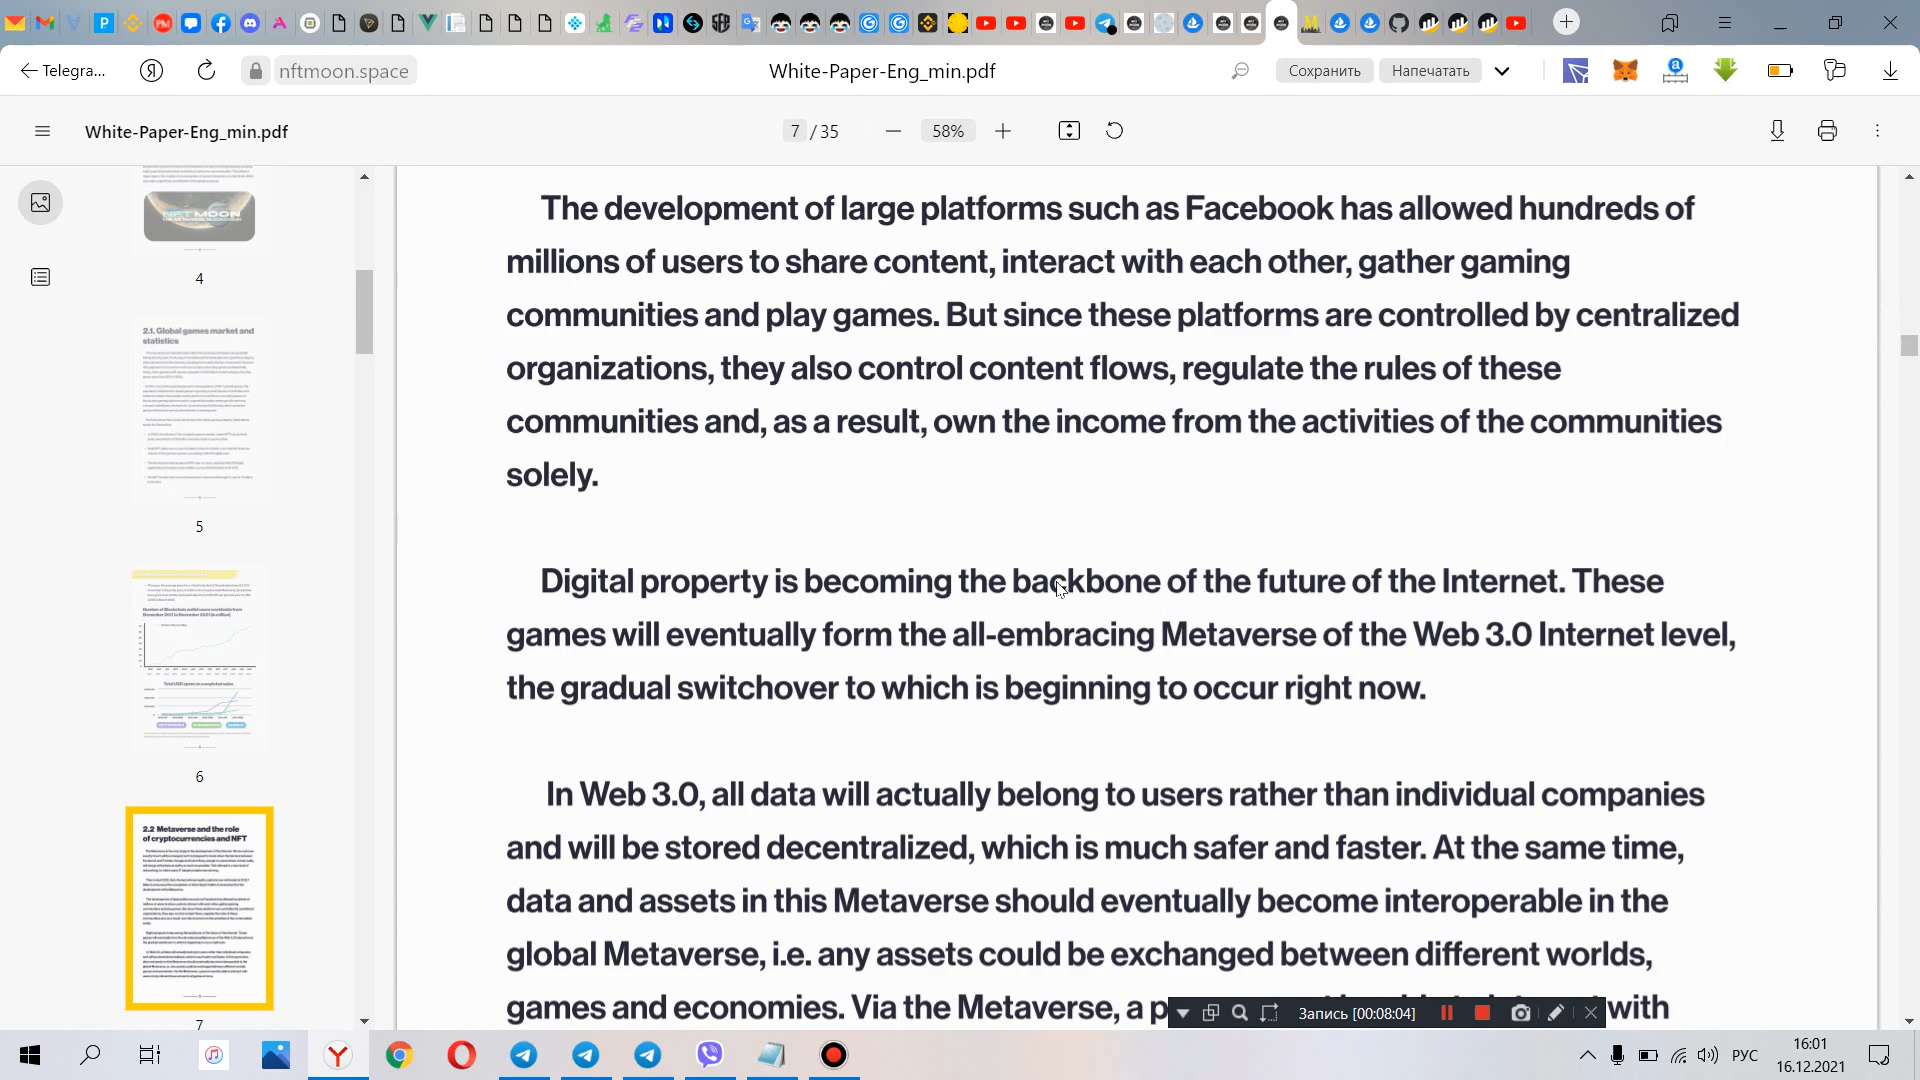 Telegra...
nftmoon.space
White-Paper-Eng_min.pdf
Сохранить
Напечатать
White-Paper-Eng_min.pdf
7 / 35
58%
NFT MOON
4
2.1. Global games market and
statistics
5
6
2.2 Metaverse and the role
of cryptocurrencies and NFT
7
The development of large platforms such as Facebook has allowed hundreds of
millions of users to share content, interact with each other, gather gaming
communities and play games. But since these platforms are controlled by centralized
organizations, they also control content flows, regulate the rules of these
communities and, as a result, own the income from the activities of the communities
solely.
Digital property is becoming the backbone of the future of the Internet. These
games will eventually form the all-embracing Metaverse of the Web 3.0 Internet level,
the gradual switchover to which is beginning to occur right now.
In Web 3.0, all data will actually belong to users rather than individual companies
and will be stored decentralized, which is much safer and faster. At the same time,
data and assets in this Metaverse should eventually become interoperable in the
global Metaverse, i.e. any assets could be exchanged between different worlds,
games and economies. Via the Metaverse, a with
Запись [00:08:04]
РУС
16:01
16.12.2021